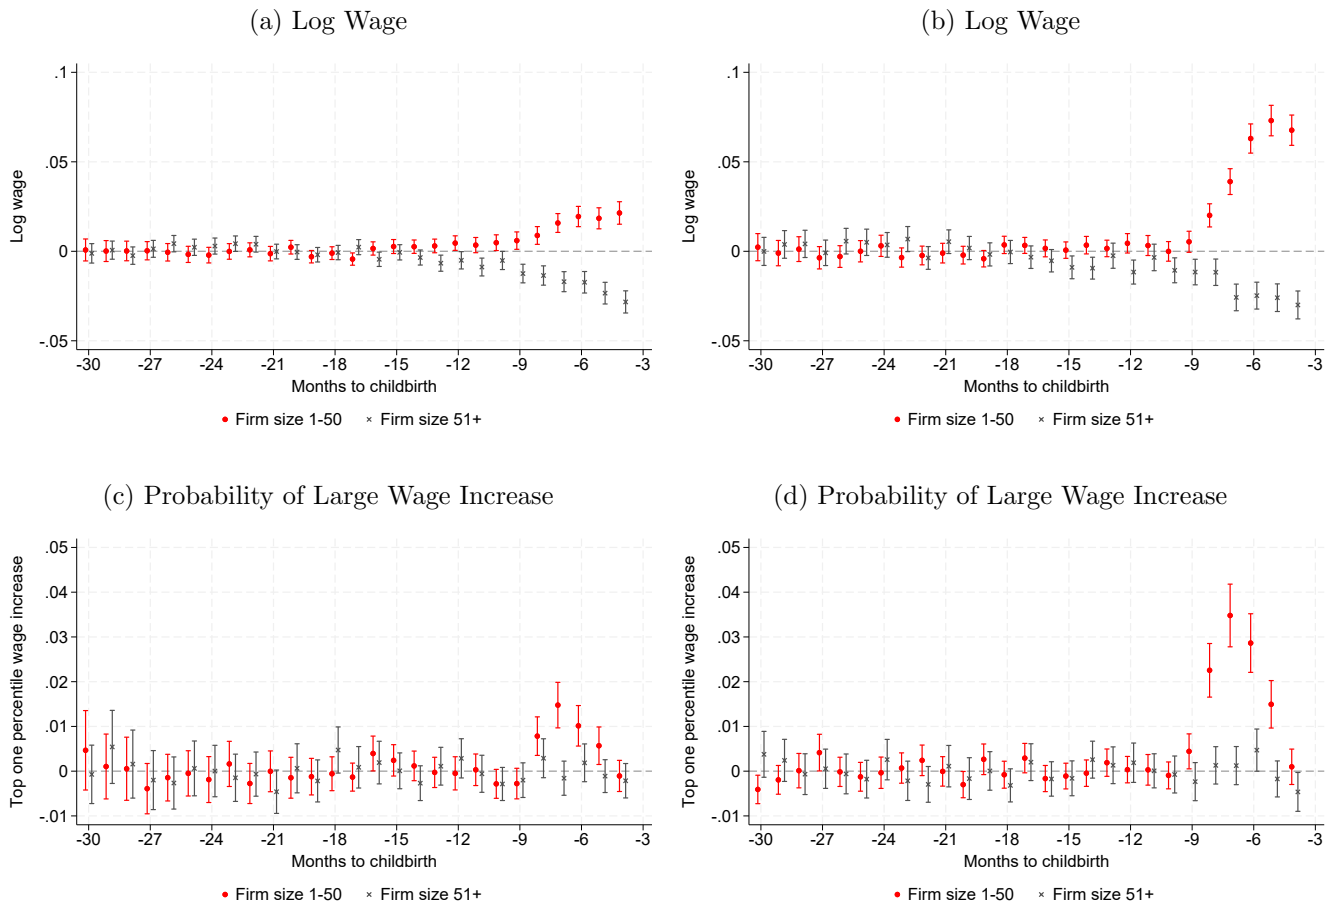 (a) Log Wage
(b) Log Wage
.1
.05
0
-.05
Log wage
-30 -27 -24 -21 -18 -15 -12 -9 -6 -3
Months to childbirth
Firm size 1-50 × Firm size 51+
.1
.05
0
-.05
Log wage
-30 -27 -24 -21 -18 -15 -12 -9 -6 -3
Months to childbirth
Firm size 1-50 × Firm size 51+
(c) Probability of Large Wage Increase
(d) Probability of Large Wage Increase
.05
.04
.03
.02
.01
0
-.01
Top one percentile wage increase
-30 -27 -24 -21 -18 -15 -12 -9 -6 -3
Months to childbirth
Firm size 1-50 × Firm size 51+
.05
.04
.03
.02
.01
0
-.01
Top one percentile wage increase
-30 -27 -24 -21 -18 -15 -12 -9 -6 -3
Months to childbirth
Firm size 1-50 × Firm size 51+